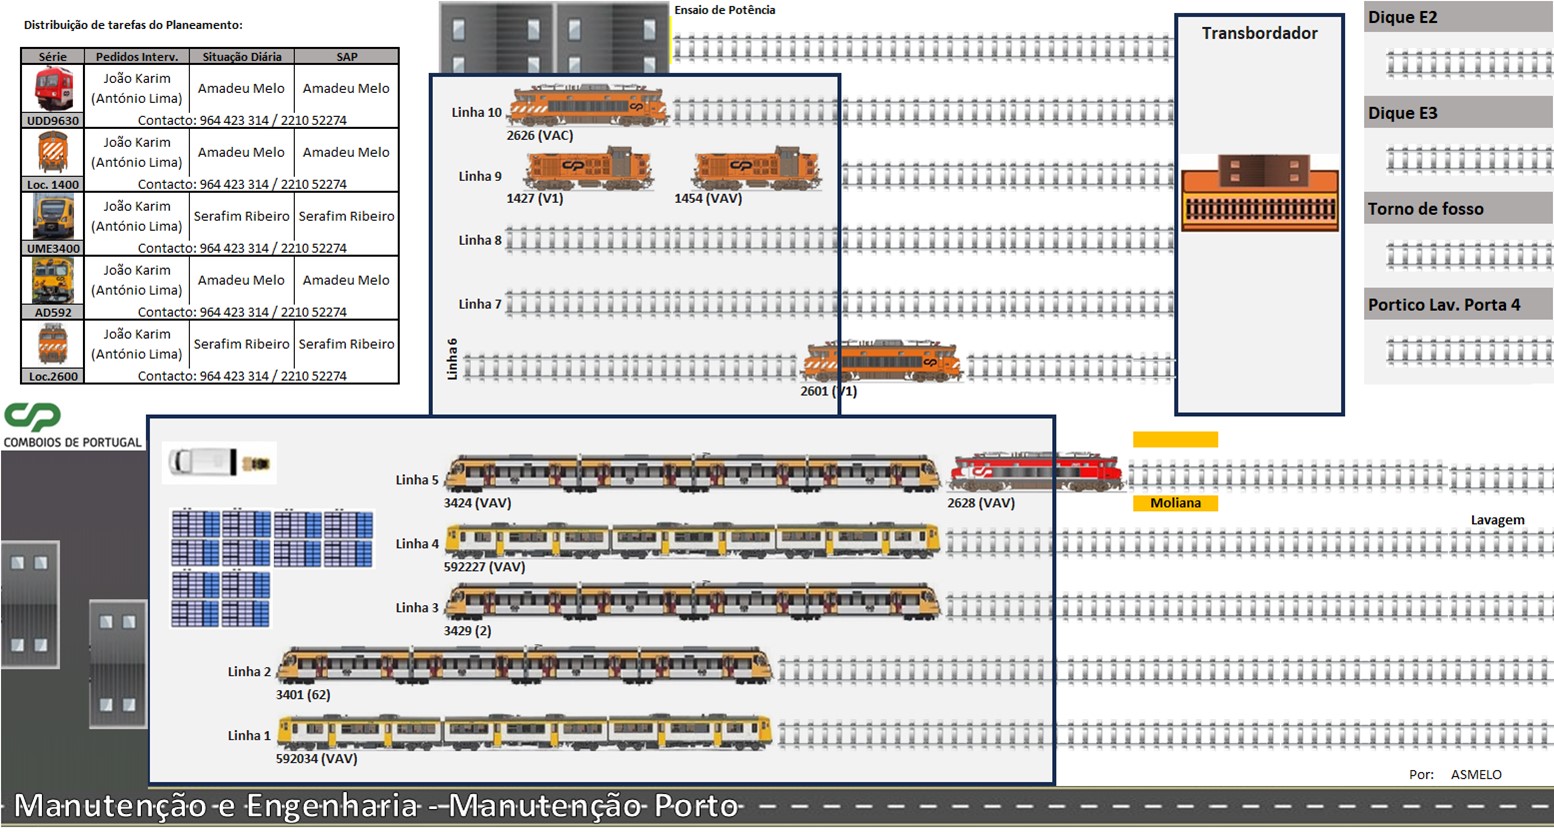 Distribuição de tarefas do Planeamento:
Série Pedidos Interv. Situação Diária SAP
João Karim
(António Lima) Amadeu Melo Amadeu Melo
UDD9630 Contacto: 964 423 314 / 2210 52274
João Karim
(António Lima) Amadeu Melo Amadeu Melo
Loc. 1400 Contacto: 964 423 314 / 2210 52274
João Karim
(António Lima) Serafim Ribeiro Serafim Ribeiro
UME3400 Contacto: 964 423 314 / 2210 52274
João Karim
(António Lima) Amadeu Melo Amadeu Melo
AD592 Contacto: 964 423 314 / 2210 52274
João Karim
(António Lima) Serafim Ribeiro Serafim Ribeiro
Loc.2600 Contacto: 964 423 314 / 2210 52274
Ensaio de Potência
Linha 10
2626 (VAC)
Linha 9
1427 (V1) 1454 (VAV)
Linha 8
Linha 7
Linha 6
2601 (V1)
Transbordador
Dique E2
Dique E3
Torno de fosso
Portico Lav. Porta 4
CP
COMBOIOS DE PORTUGAL
Linha 5
3424 (VAV) 2628 (VAV)
Moliana
Lavagem
Linha 4
592227 (VAV)
Linha 3
3429 (2)
Linha 2
3401 (62)
Linha 1
592034 (VAV)
Por: ASMELO
Manutenção e Engenharia - Manutenção Porto